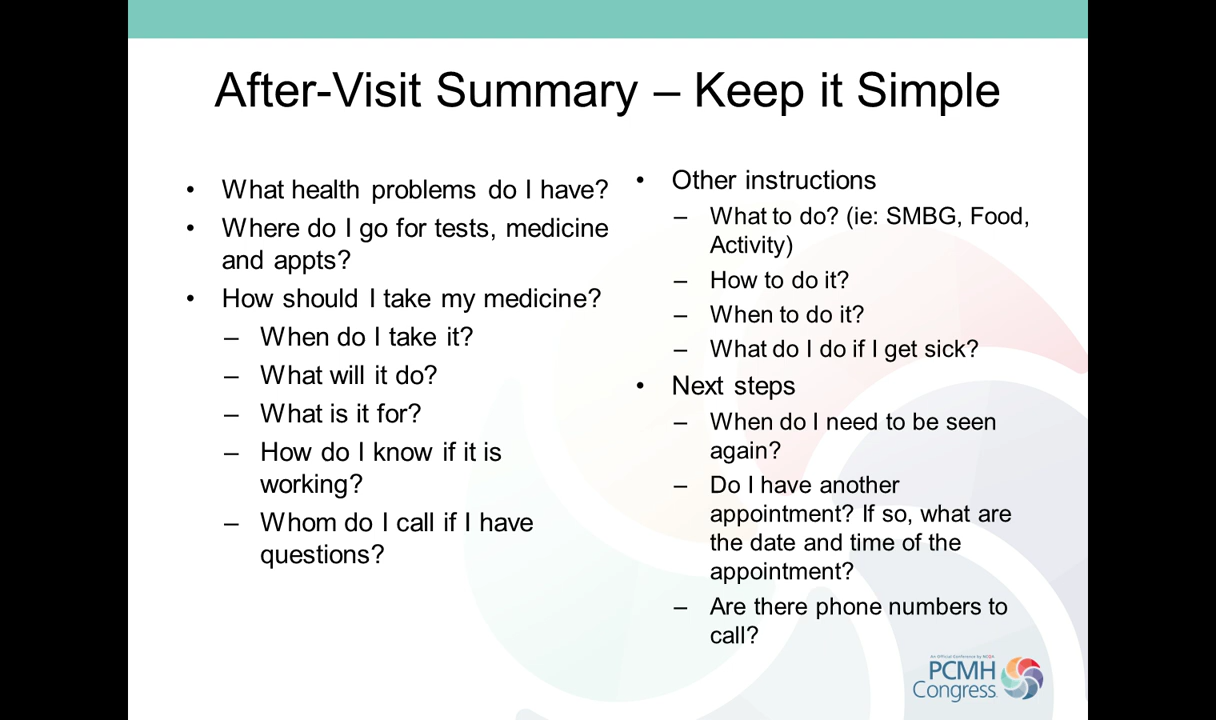 After-Visit Summary – Keep it Simple
• What health problems do I have?
• Where do I go for tests, medicine
and appts?
• How should I take my medicine?
– When do I take it?
– What will it do?
– What is it for?
– How do I know if it is
working?
– Whom do I call if I have
questions?
• Other instructions
– What to do? (ie: SMBG, Food,
Activity)
– How to do it?
– When to do it?
– What do I do if I get sick?
• Next steps
– When do I need to be seen
again?
– Do I have another
appointment? If so, what are
the date and time of the
appointment?
– Are there phone numbers to
call?
An Official Conference by NCQA
PCMH
Congress